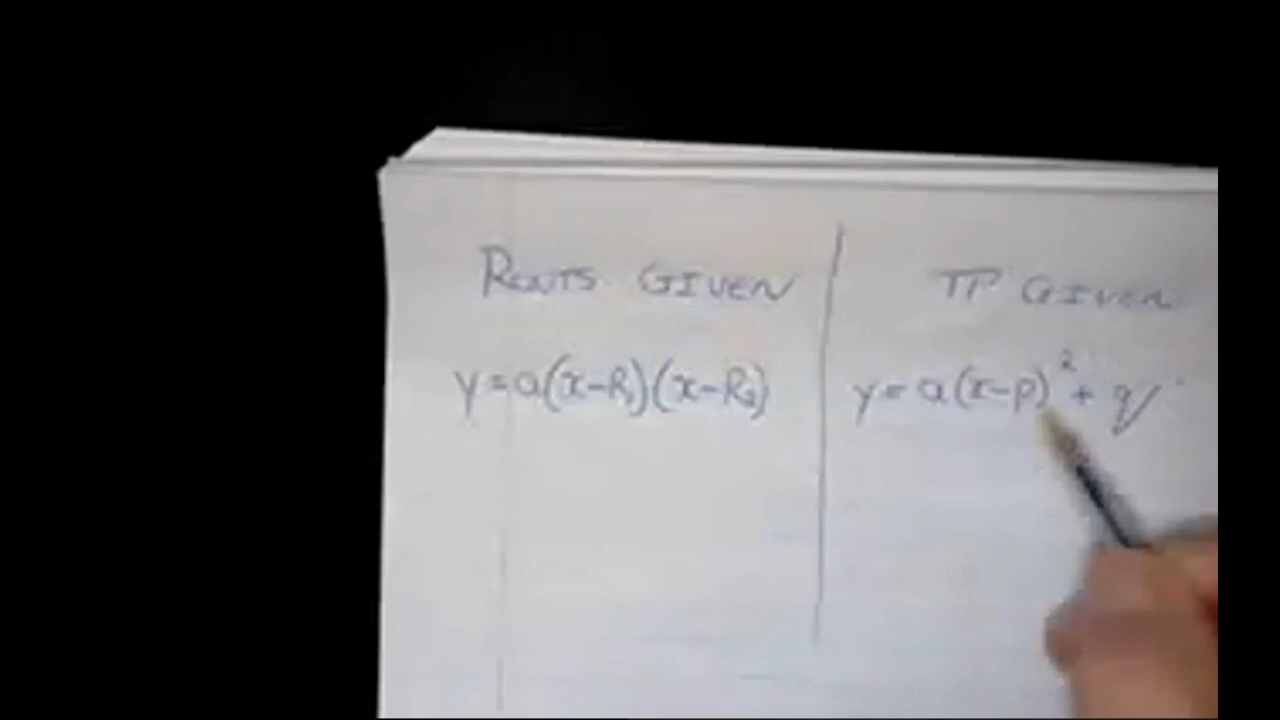 ROOTS GIVEN
y = a(x-R₁)(x-R₂)
TP GIVEN
y = a(x-p)² + q